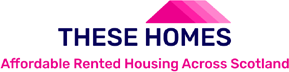 THESE HOMES
Affordable Rented Housing Across Scotland